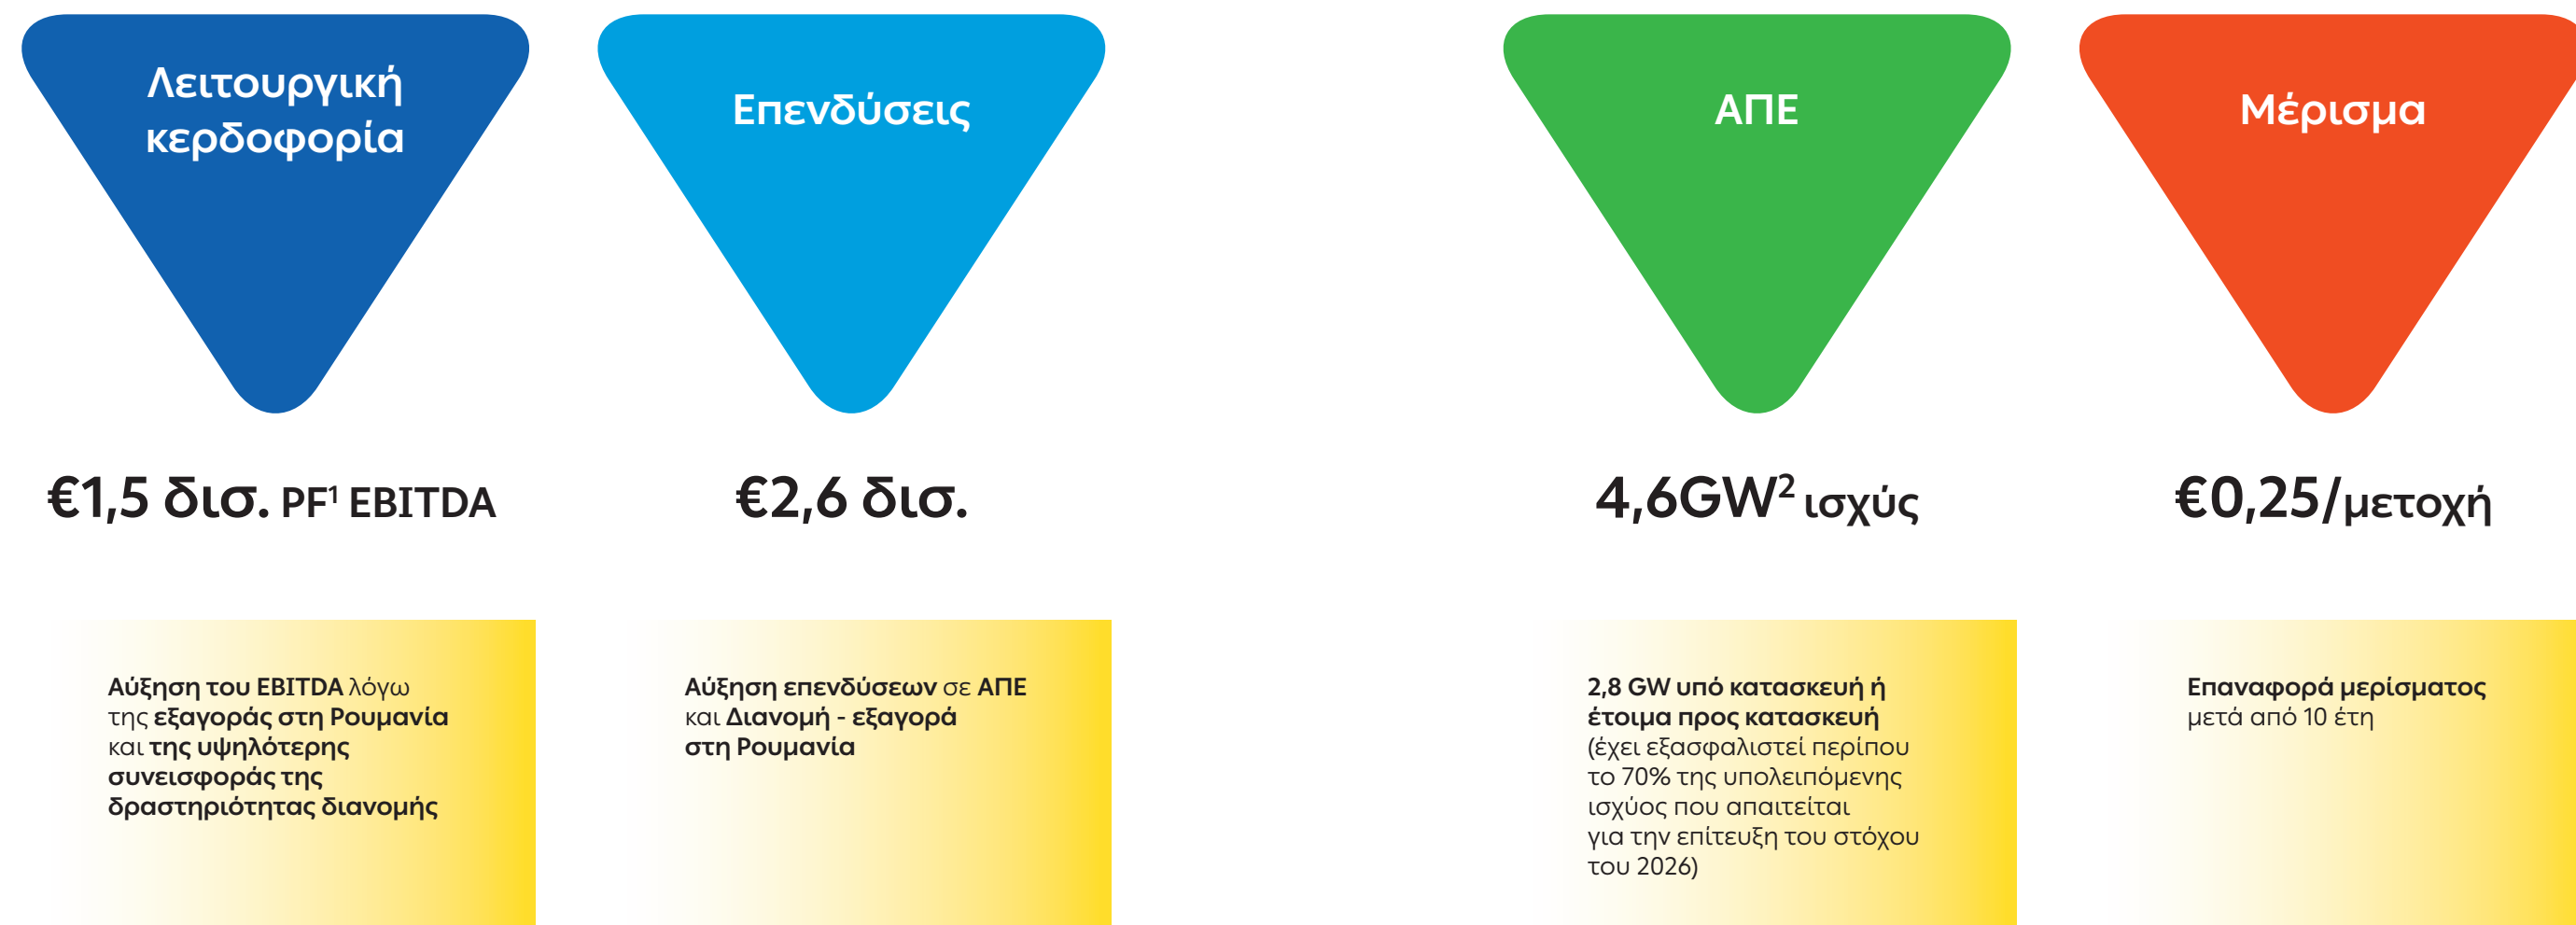 Λειτουργική
κερδοφορία
€1,5 δισ. PF¹ EBITDA
Αύξηση του EBITDA λόγω
της εξαγοράς στη Ρουμανία
και της υψηλότερης
συνεισφοράς της
δραστηριότητας διανομής
Επενδύσεις
€2,6 δισ.
Αύξηση επενδύσεων σε ΑΠΕ
και Διανομή - εξαγορά
στη Ρουμανία
ΑΠΕ
4,6GW² ισχύς
2,8 GW υπό κατασκευή ή
έτοιμα προς κατασκευή
(έχει εξασφαλιστεί περίπου
το 70% της υπολειπόμενης
ισχύος που απαιτείται
για την επίτευξη του στόχου
του 2026)
Μέρισμα
€0,25/μετοχή
Επαναφορά μερίσματος
μετά από 10 έτη